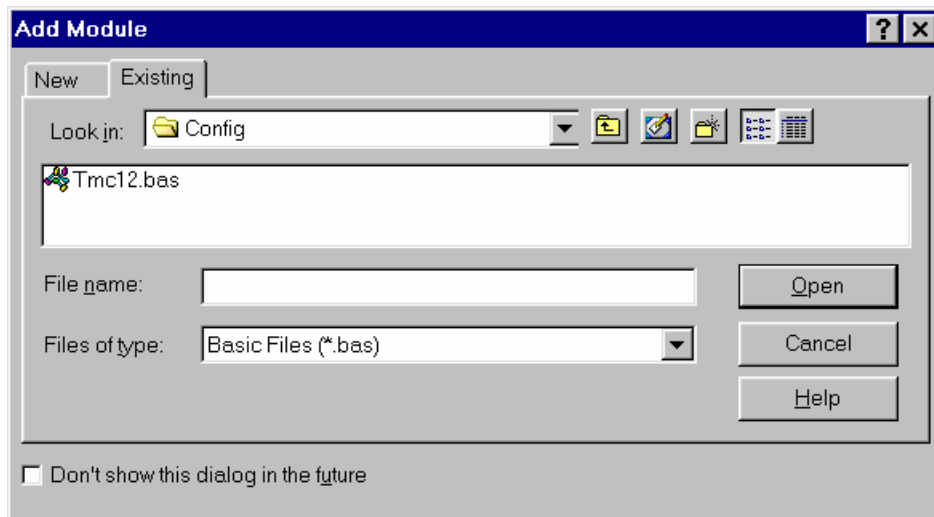 Add Module
New Existing
Look in: Config
Tmc12.bas
File name: Open
Files of type: Basic Files (*.bas) Cancel
Help
Don't show this dialog in the future